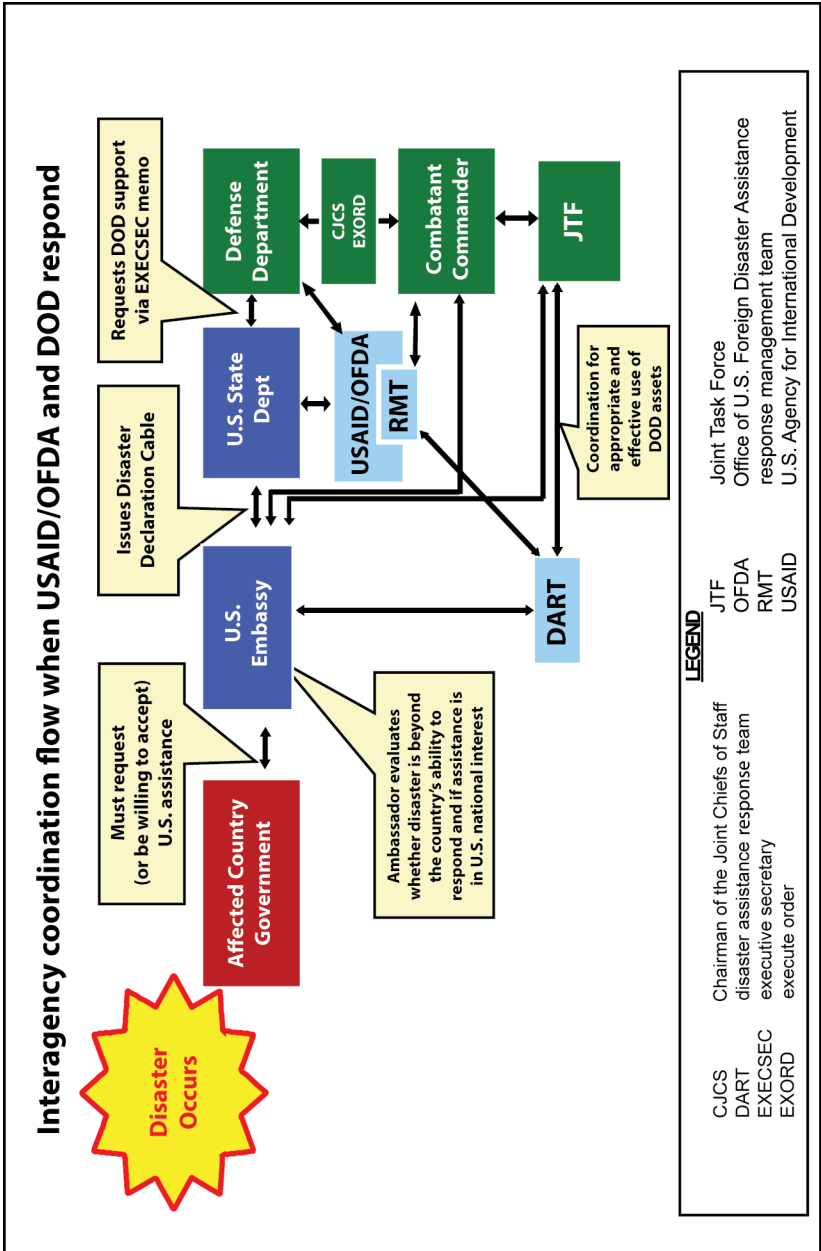 Interagency coordination flow when USAID/OFDA and DOD respond
Disaster
Occurs
Must request
(or be willing to accept)
U.S. assistance
Issues Disaster
Declaration Cable
Requests DOD support
via EXECSEC memo
Affected Country
Government
U.S.
Embassy
U.S. State
Dept
Defense
Department
CJCS
EXORD
USAID/OFDA
RMT
Combatant
Commander
Ambassador evaluates
whether disaster is beyond
the country's ability to
respond and if assistance is
in U.S. national interest
DART
JTF
Coordination for
appropriate and
effective use of
DOD assets
LEGEND
CJCS Chairman of the Joint Chiefs of Staff
DART disaster assistance response team
EXECSEC executive secretary
EXORD execute order
JTF Joint Task Force
OFDA Office of U.S. Foreign Disaster Assistance
RMT response management team
USAID U.S. Agency for International Development